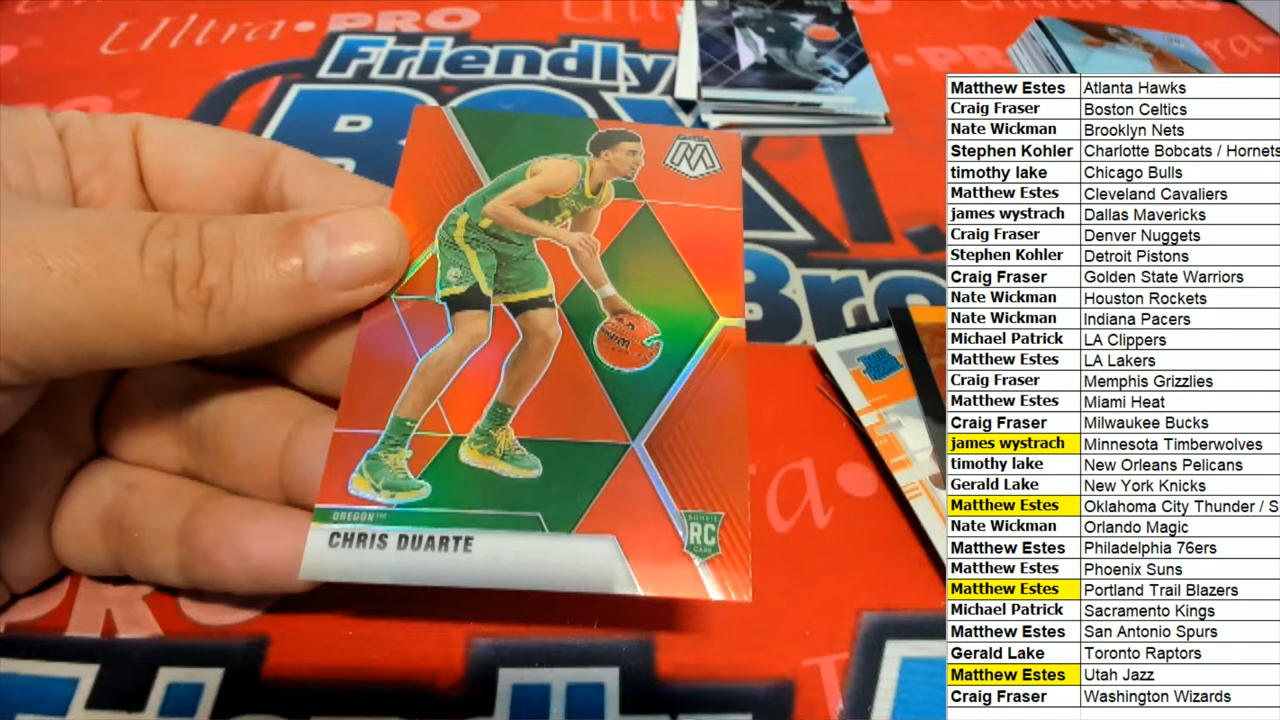 Ultra PRO
Friendly
BOX
Bro
OREGON™
CHRIS DUARTE
ROOKIE
RC
CARD
Matthew Estes Atlanta Hawks
Craig Fraser Boston Celtics
Nate Wickman Brooklyn Nets
Stephen Kohler Charlotte Bobcats / Hornets
timothy lake Chicago Bulls
Matthew Estes Cleveland Cavaliers
james wystrach Dallas Mavericks
Craig Fraser Denver Nuggets
Stephen Kohler Detroit Pistons
Craig Fraser Golden State Warriors
Nate Wickman Houston Rockets
Nate Wickman Indiana Pacers
Michael Patrick LA Clippers
Matthew Estes LA Lakers
Craig Fraser Memphis Grizzlies
Matthew Estes Miami Heat
Craig Fraser Milwaukee Bucks
james wystrach Minnesota Timberwolves
timothy lake New Orleans Pelicans
Gerald Lake New York Knicks
Matthew Estes Oklahoma City Thunder / S
Nate Wickman Orlando Magic
Matthew Estes Philadelphia 76ers
Matthew Estes Phoenix Suns
Matthew Estes Portland Trail Blazers
Michael Patrick Sacramento Kings
Matthew Estes San Antonio Spurs
Gerald Lake Toronto Raptors
Matthew Estes Utah Jazz
Craig Fraser Washington Wizards